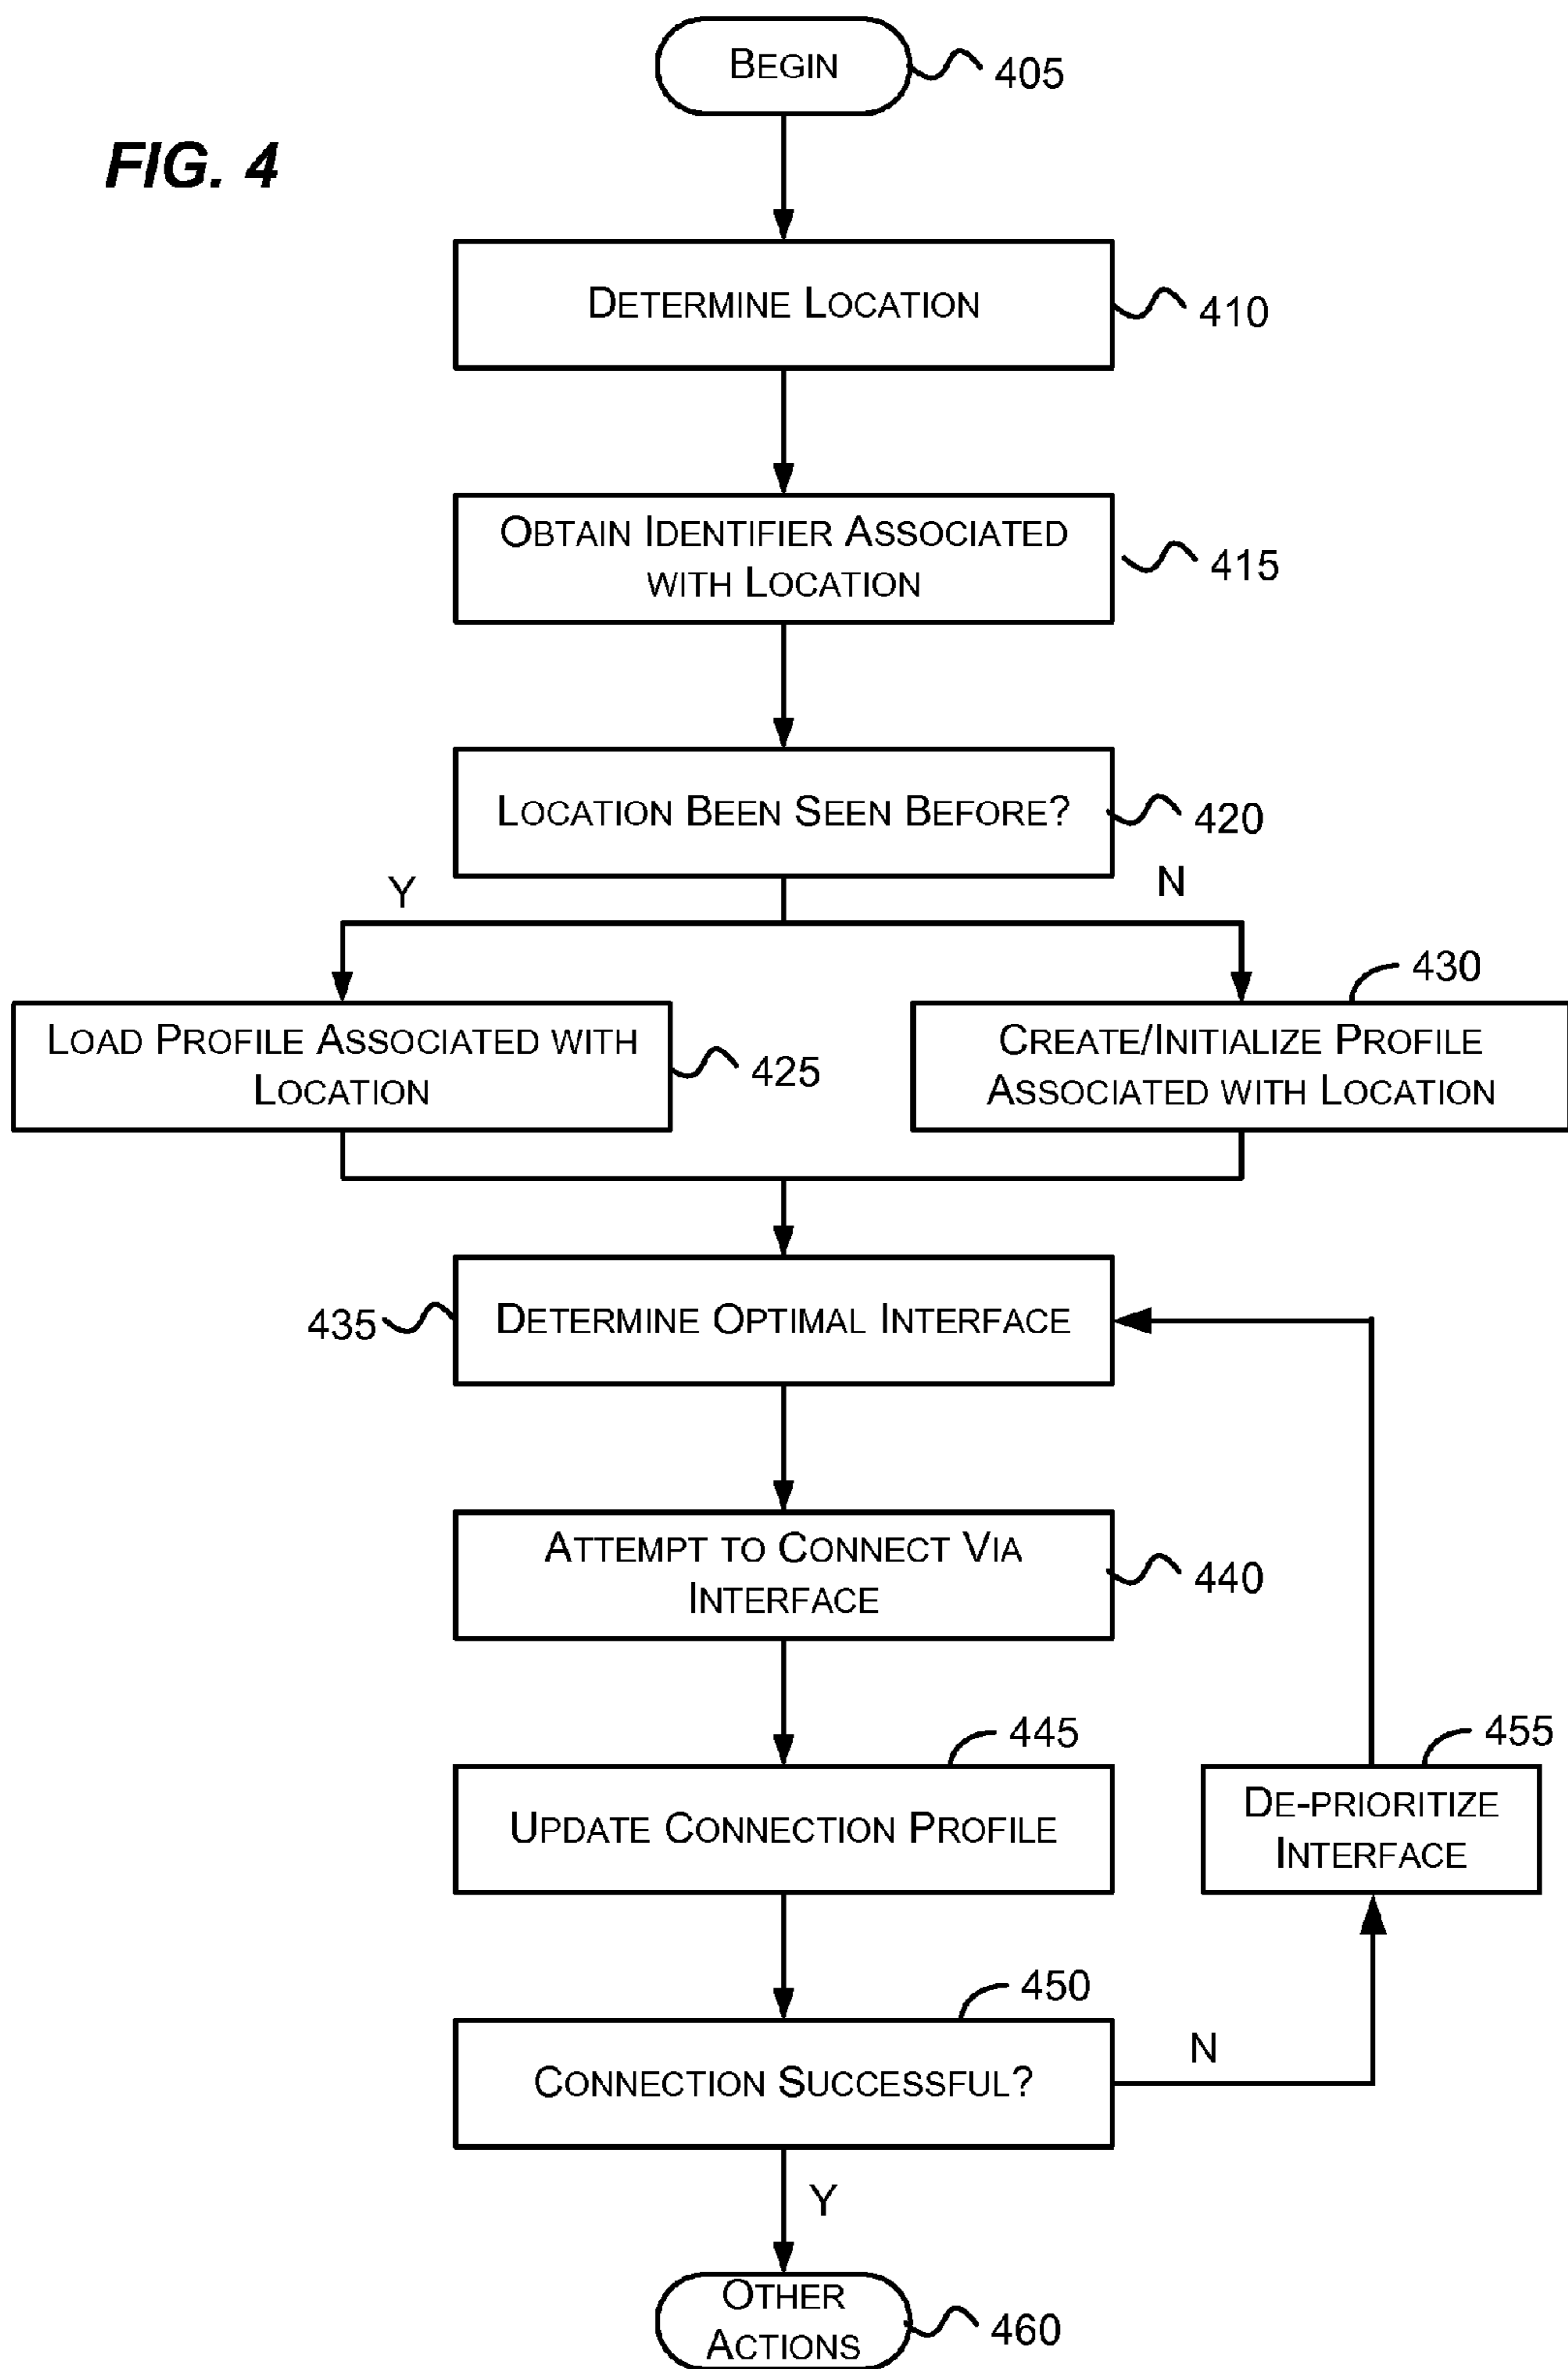 BEGIN
405
FIG. 4
DETERMINE LOCATION
410
OBTAIN IDENTIFIER ASSOCIATED
WITH LOCATION
415
LOCATION BEEN SEEN BEFORE?
420
Y
N
430
LOAD PROFILE ASSOCIATED WITH
LOCATION
425
CREATE/INITIALIZE PROFILE
ASSOCIATED WITH LOCATION
435
DETERMINE OPTIMAL INTERFACE
ATTEMPT TO CONNECT VIA
INTERFACE
440
445
455
UPDATE CONNECTION PROFILE
DE-PRIORITIZE
INTERFACE
450
CONNECTION SUCCESSFUL?
N
Y
OTHER
ACTIONS
460